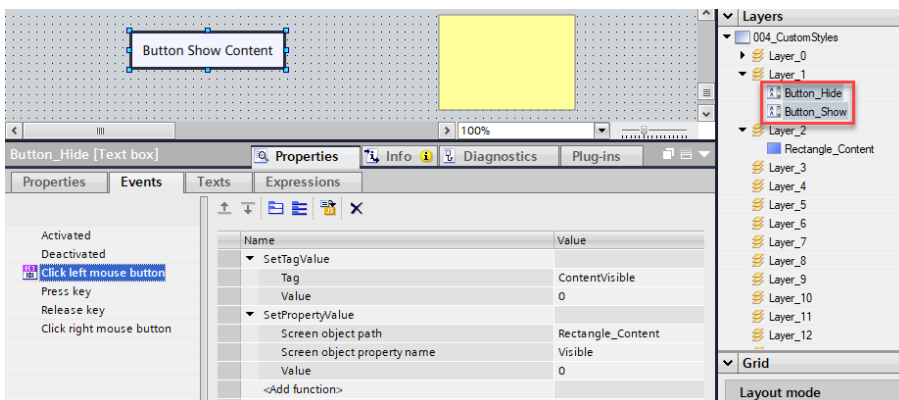 Button Show Content
100%
Button_Hide [Text box]
Properties
Info
Diagnostics
Plug-ins
Properties
Events
Texts
Expressions
Activated
Deactivated
Click left mouse button
Press key
Release key
Click right mouse button
Name Value
SetTagValue
Tag ContentVisible
Value 0
SetPropertyValue
Screen object path Rectangle_Content
Screen object property name Visible
Value 0
<Add function>
Layers
004_CustomStyles
Layer_0
Layer_1
Button_Hide
Button_Show
Layer_2
Rectangle_Content
Layer_3
Layer_4
Layer_5
Layer_6
Layer_7
Layer_8
Layer_9
Layer_10
Layer_11
Layer_12
Grid
Layout mode